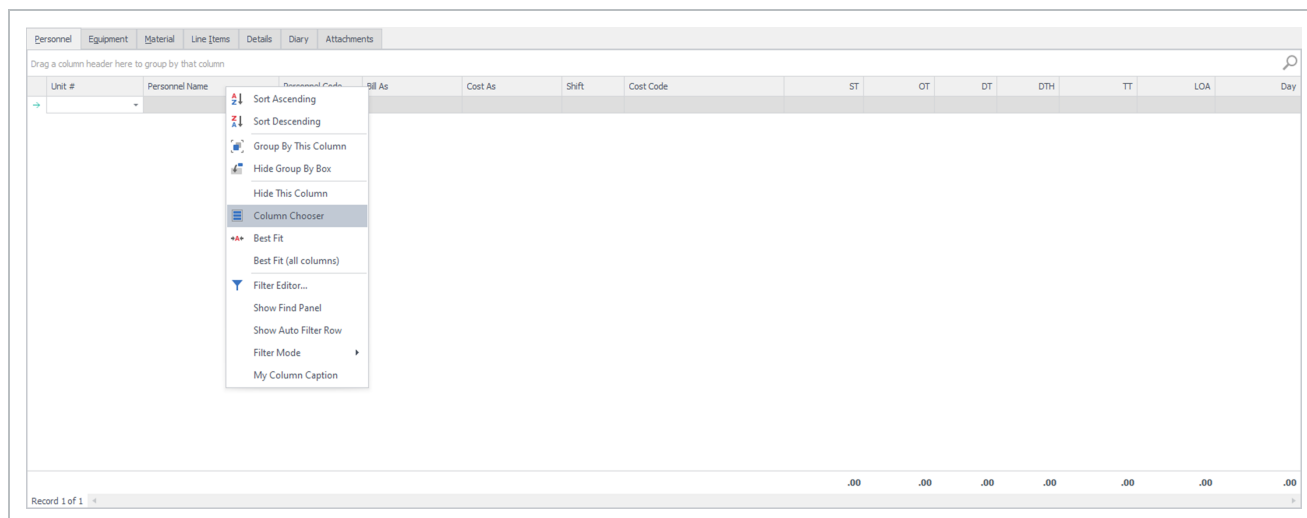 Personnel Equipment Material Line Items Details Diary Attachments
Drag a column header here to group by that column
Unit # Personnel Name Personnel Code Bill As Cost As Shift Cost Code ST OT DT DTH TT LOA Day
Sort Ascending
Sort Descending
Group By This Column
Hide Group By Box
Hide This Column
Column Chooser
Best Fit
Best Fit (all columns)
Filter Editor...
Show Find Panel
Show Auto Filter Row
Filter Mode
My Column Caption
.00 .00 .00 .00 .00 .00 .00
Record 1 of 1